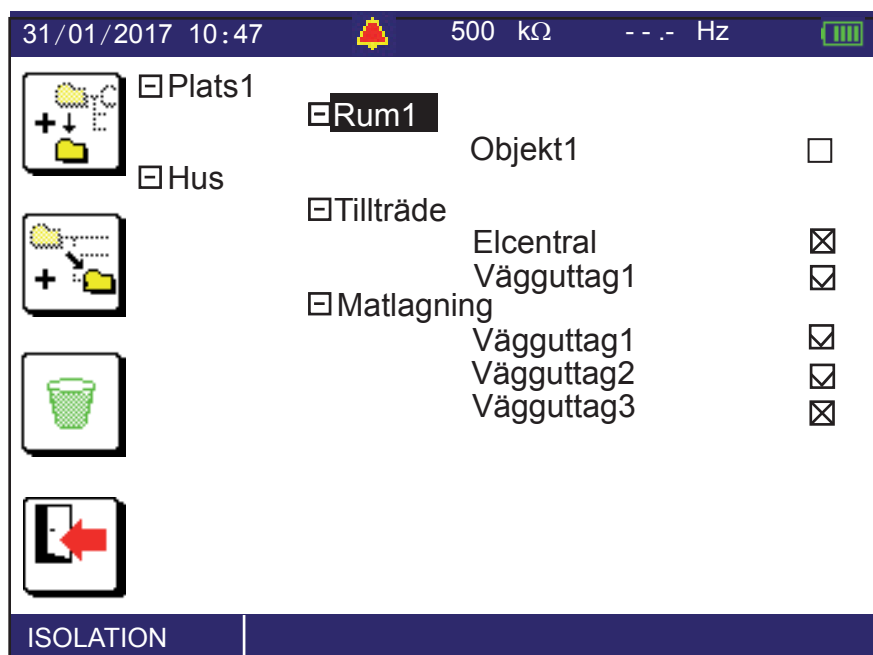 31/01/2017 10:47 500 kΩ - - .- Hz
Plats1
Rum1
Objekt1
Hus
Tillträde
Elcentral
Vägguttag1
Matlagning
Vägguttag1
Vägguttag2
Vägguttag3
ISOLATION